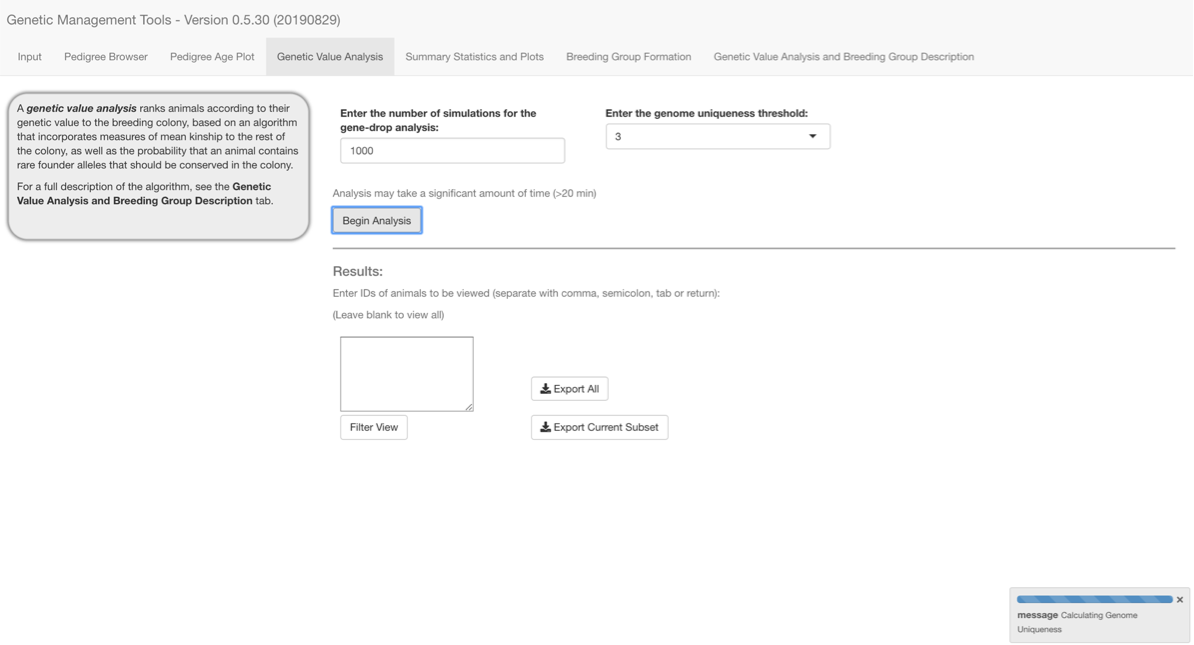 Genetic Management Tools - Version 0.5.30 (20190829)
Input Pedigree Browser Pedigree Age Plot Genetic Value Analysis Summary Statistics and Plots Breeding Group Formation Genetic Value Analysis and Breeding Group Description
A genetic value analysis ranks animals according to their
genetic value to the breeding colony, based on an algorithm
that incorporates measures of mean kinship to the rest of
the colony, as well as the probability that an animal contains
rare founder alleles that should be conserved in the colony.
For a full description of the algorithm, see the Genetic
Value Analysis and Breeding Group Description tab.
Enter the number of simulations for the
gene-drop analysis:
1000
Enter the genome uniqueness threshold:
3
Analysis may take a significant amount of time (>20 min)
Begin Analysis
Results:
Enter IDs of animals to be viewed (separate with comma, semicolon, tab or return):
(Leave blank to view all)
Export All
Filter View
Export Current Subset
message Calculating Genome
Uniqueness